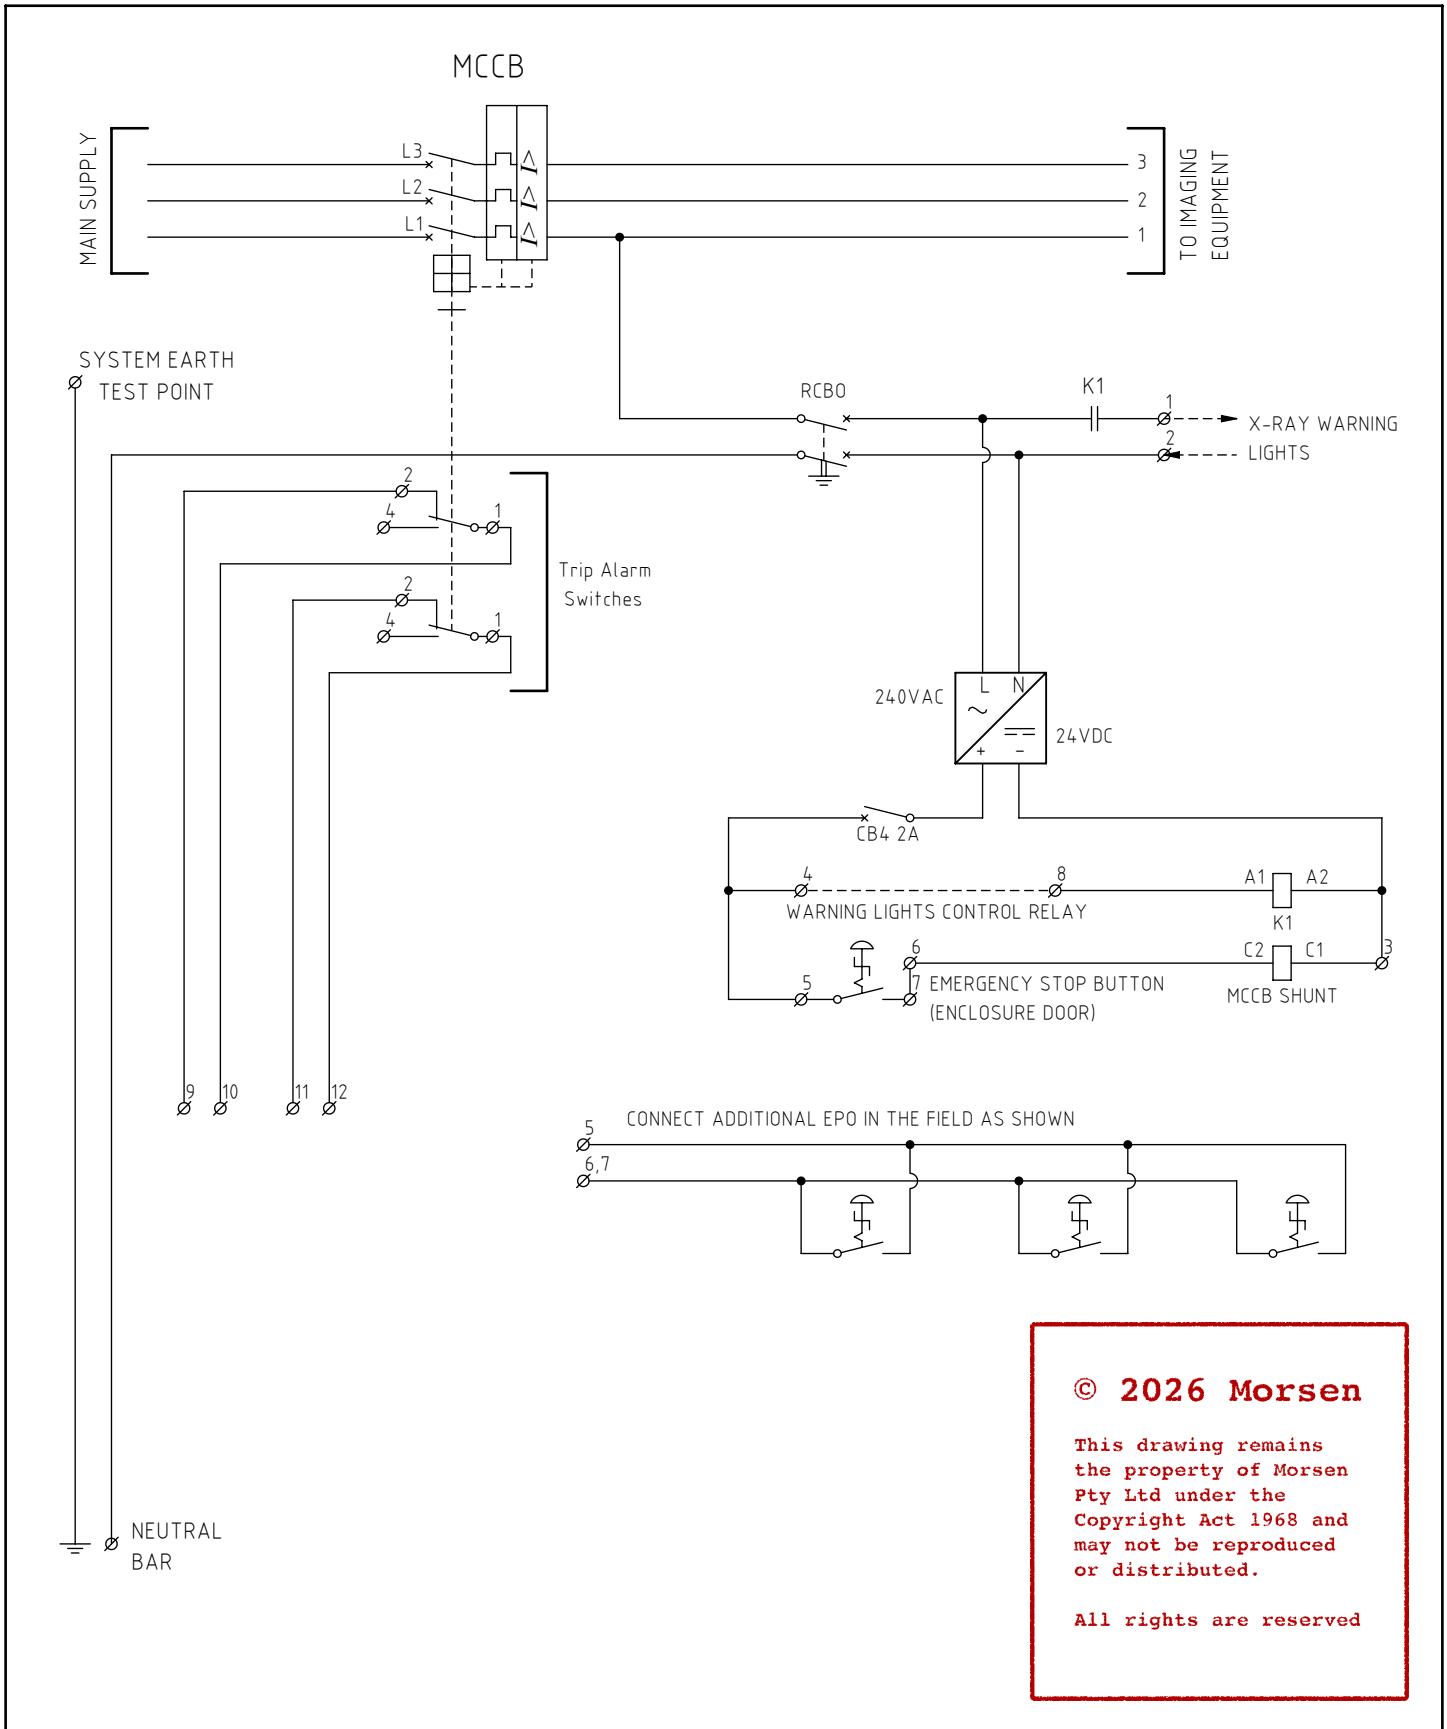 MCCB
MAIN SUPPLY
L3
L2
L1
I>
I>
I>
3
2
1
TO IMAGING
EQUIPMENT
SYSTEM EARTH
TEST POINT
RCBO
K1
1
2
X-RAY WARNING
LIGHTS
2
4
1
2
4
1
Trip Alarm
Switches
240VAC
L N
+ -
24VDC
CB4 2A
4
8
A1 A2
WARNING LIGHTS CONTROL RELAY
K1
5
6
7
C2 C1
3
EMERGENCY STOP BUTTON
(ENCLOSURE DOOR)
MCCB SHUNT
9
10
11
12
CONNECT ADDITIONAL EPO IN THE FIELD AS SHOWN
5
6,7
NEUTRAL
BAR
© 2026 Morsen
This drawing remains
the property of Morsen
Pty Ltd under the
Copyright Act 1968 and
may not be reproduced
or distributed.
All rights are reserved